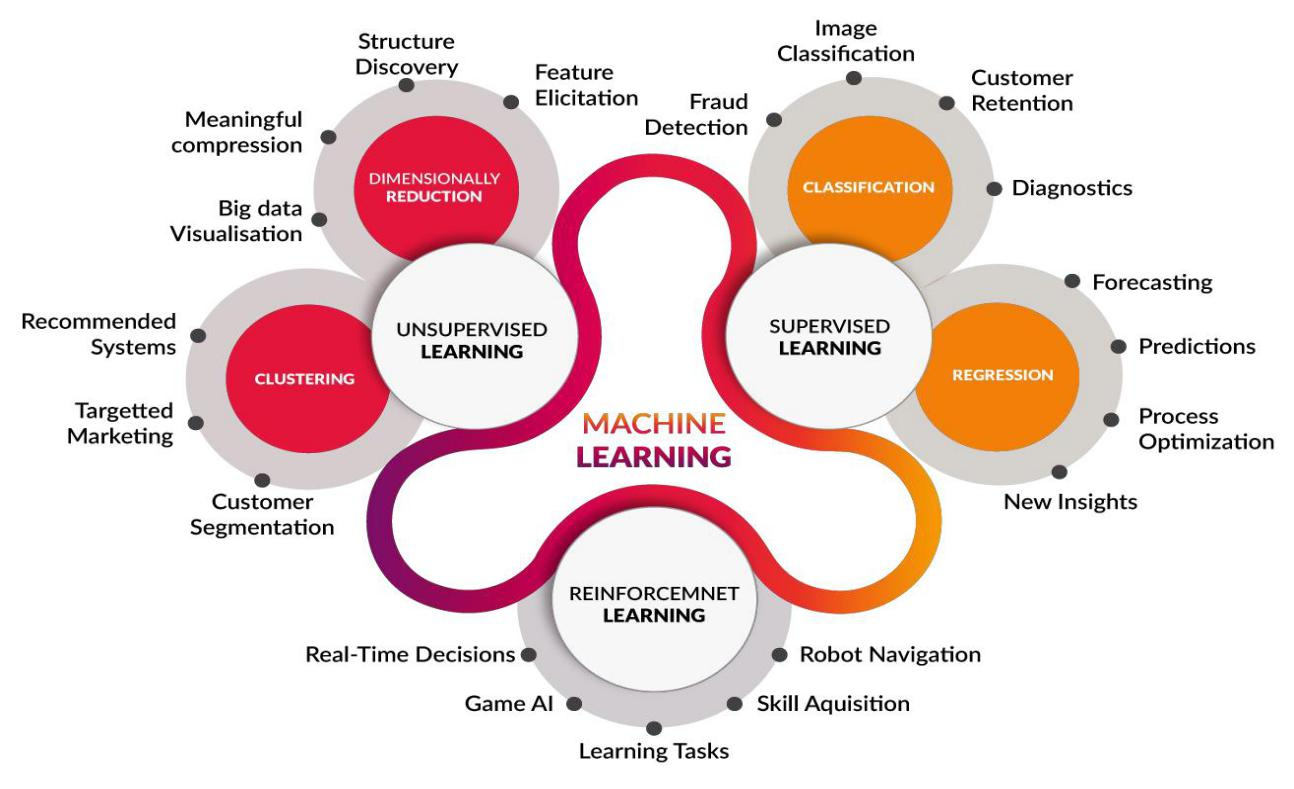 Structure
Discovery
Feature
Elicitation
Meaningful
compression
Big data
Visualisation
DIMENSIONALLY
REDUCTION
Recommended
Systems
Targetted
Marketing
Customer
Segmentation
CLUSTERING
UNSUPERVISED
LEARNING
Image
Classification
Customer
Retention
Fraud
Detection
Diagnostics
CLASSIFICATION
SUPERVISED
LEARNING
Forecasting
Predictions
Process
Optimization
New Insights
REGRESSION
MACHINE
LEARNING
REINFORCEMNET
LEARNING
Real-Time Decisions
Game AI
Learning Tasks
Skill Aquisition
Robot Navigation